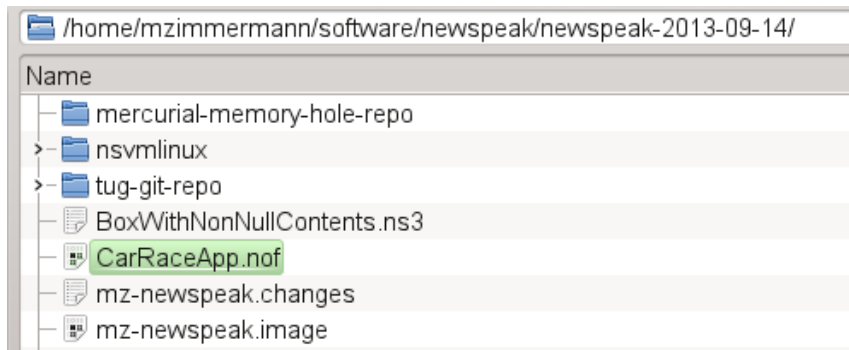 /home/mzimmermann/software/newspeak/newspeak-2013-09-14/
Name
mercurial-memory-hole-repo
nsvmlinux
tug-git-repo
BoxWithNonNullContents.ns3
CarRaceApp.nof
mz-newspeak.changes
mz-newspeak.image